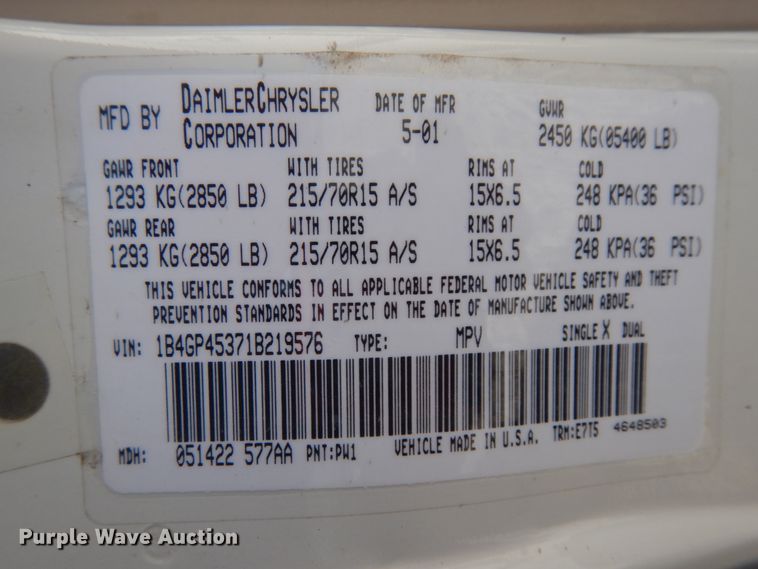 MFD BY DAIMLERCHRYSLER CORPORATION DATE OF MFR 5-01 GVWR 2450 KG(05400 LB)
GAWR FRONT WITH TIRES RIMS AT COLD
1293 KG(2850 LB) 215/70R15 A/S 15X6.5 248 KPA(36 PSI)
GAWR REAR WITH TIRES RIMS AT COLD
1293 KG(2850 LB) 215/70R15 A/S 15X6.5 248 KPA(36 PSI)
THIS VEHICLE CONFORMS TO ALL APPLICABLE FEDERAL MOTOR VEHICLE SAFETY AND THEFT
PREVENTION STANDARDS IN EFFECT ON THE DATE OF MANUFACTURE SHOWN ABOVE.
VIN: 1B4GP45371B219576 TYPE: MPV SINGLE X DUAL
MDH: 051422 577AA PNT:PW1 VEHICLE MADE IN U.S.A. TRM:E7T5 4648503
Purple Wave Auction